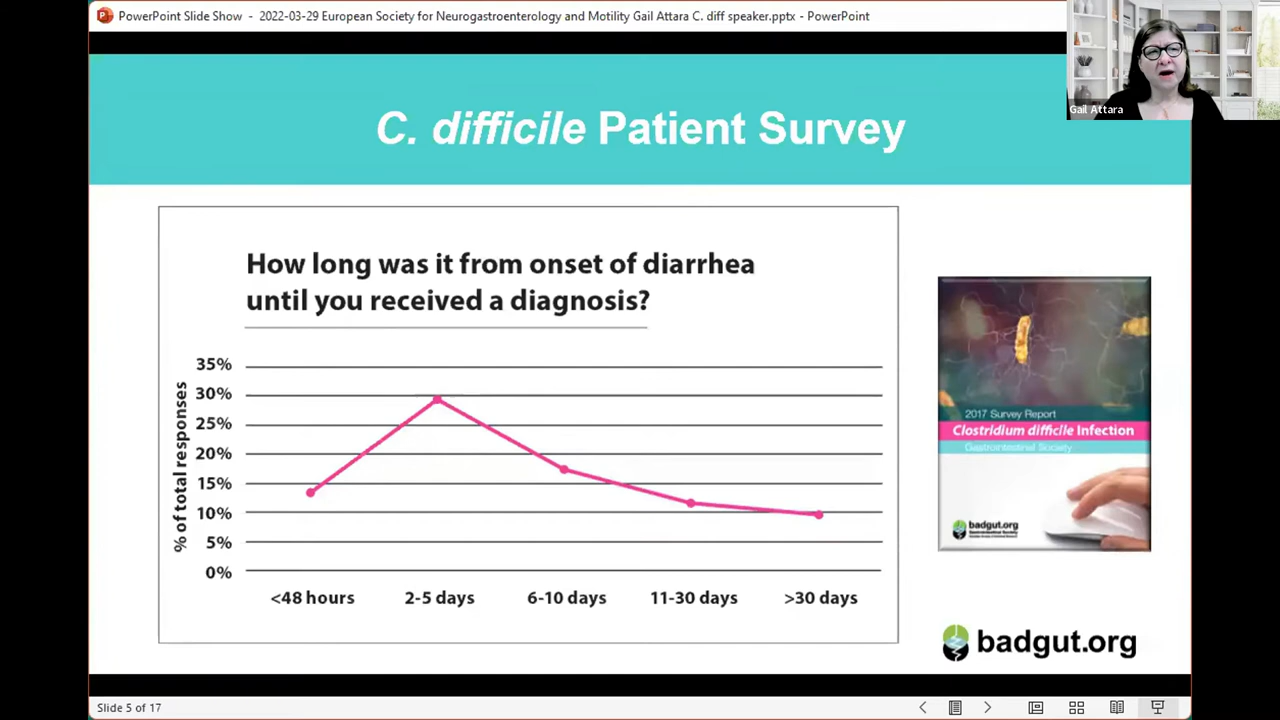 PowerPoint Slide Show - 2022-03-29 European Society for Neurogastroenterology and Motility Gail Attara C. diff speaker.pptx - PowerPoint
Gail Attara
C. difficile Patient Survey
How long was it from onset of diarrhea
until you received a diagnosis?
% of total responses
35%
30%
25%
20%
15%
10%
5%
0%
<48 hours
2-5 days
6-10 days
11-30 days
>30 days
2017 Survey Report
Clostridium difficile Infection
Gastrointestinal Society
badgut.org
Gastrointestinal Society
badgut.org
Slide 5 of 17